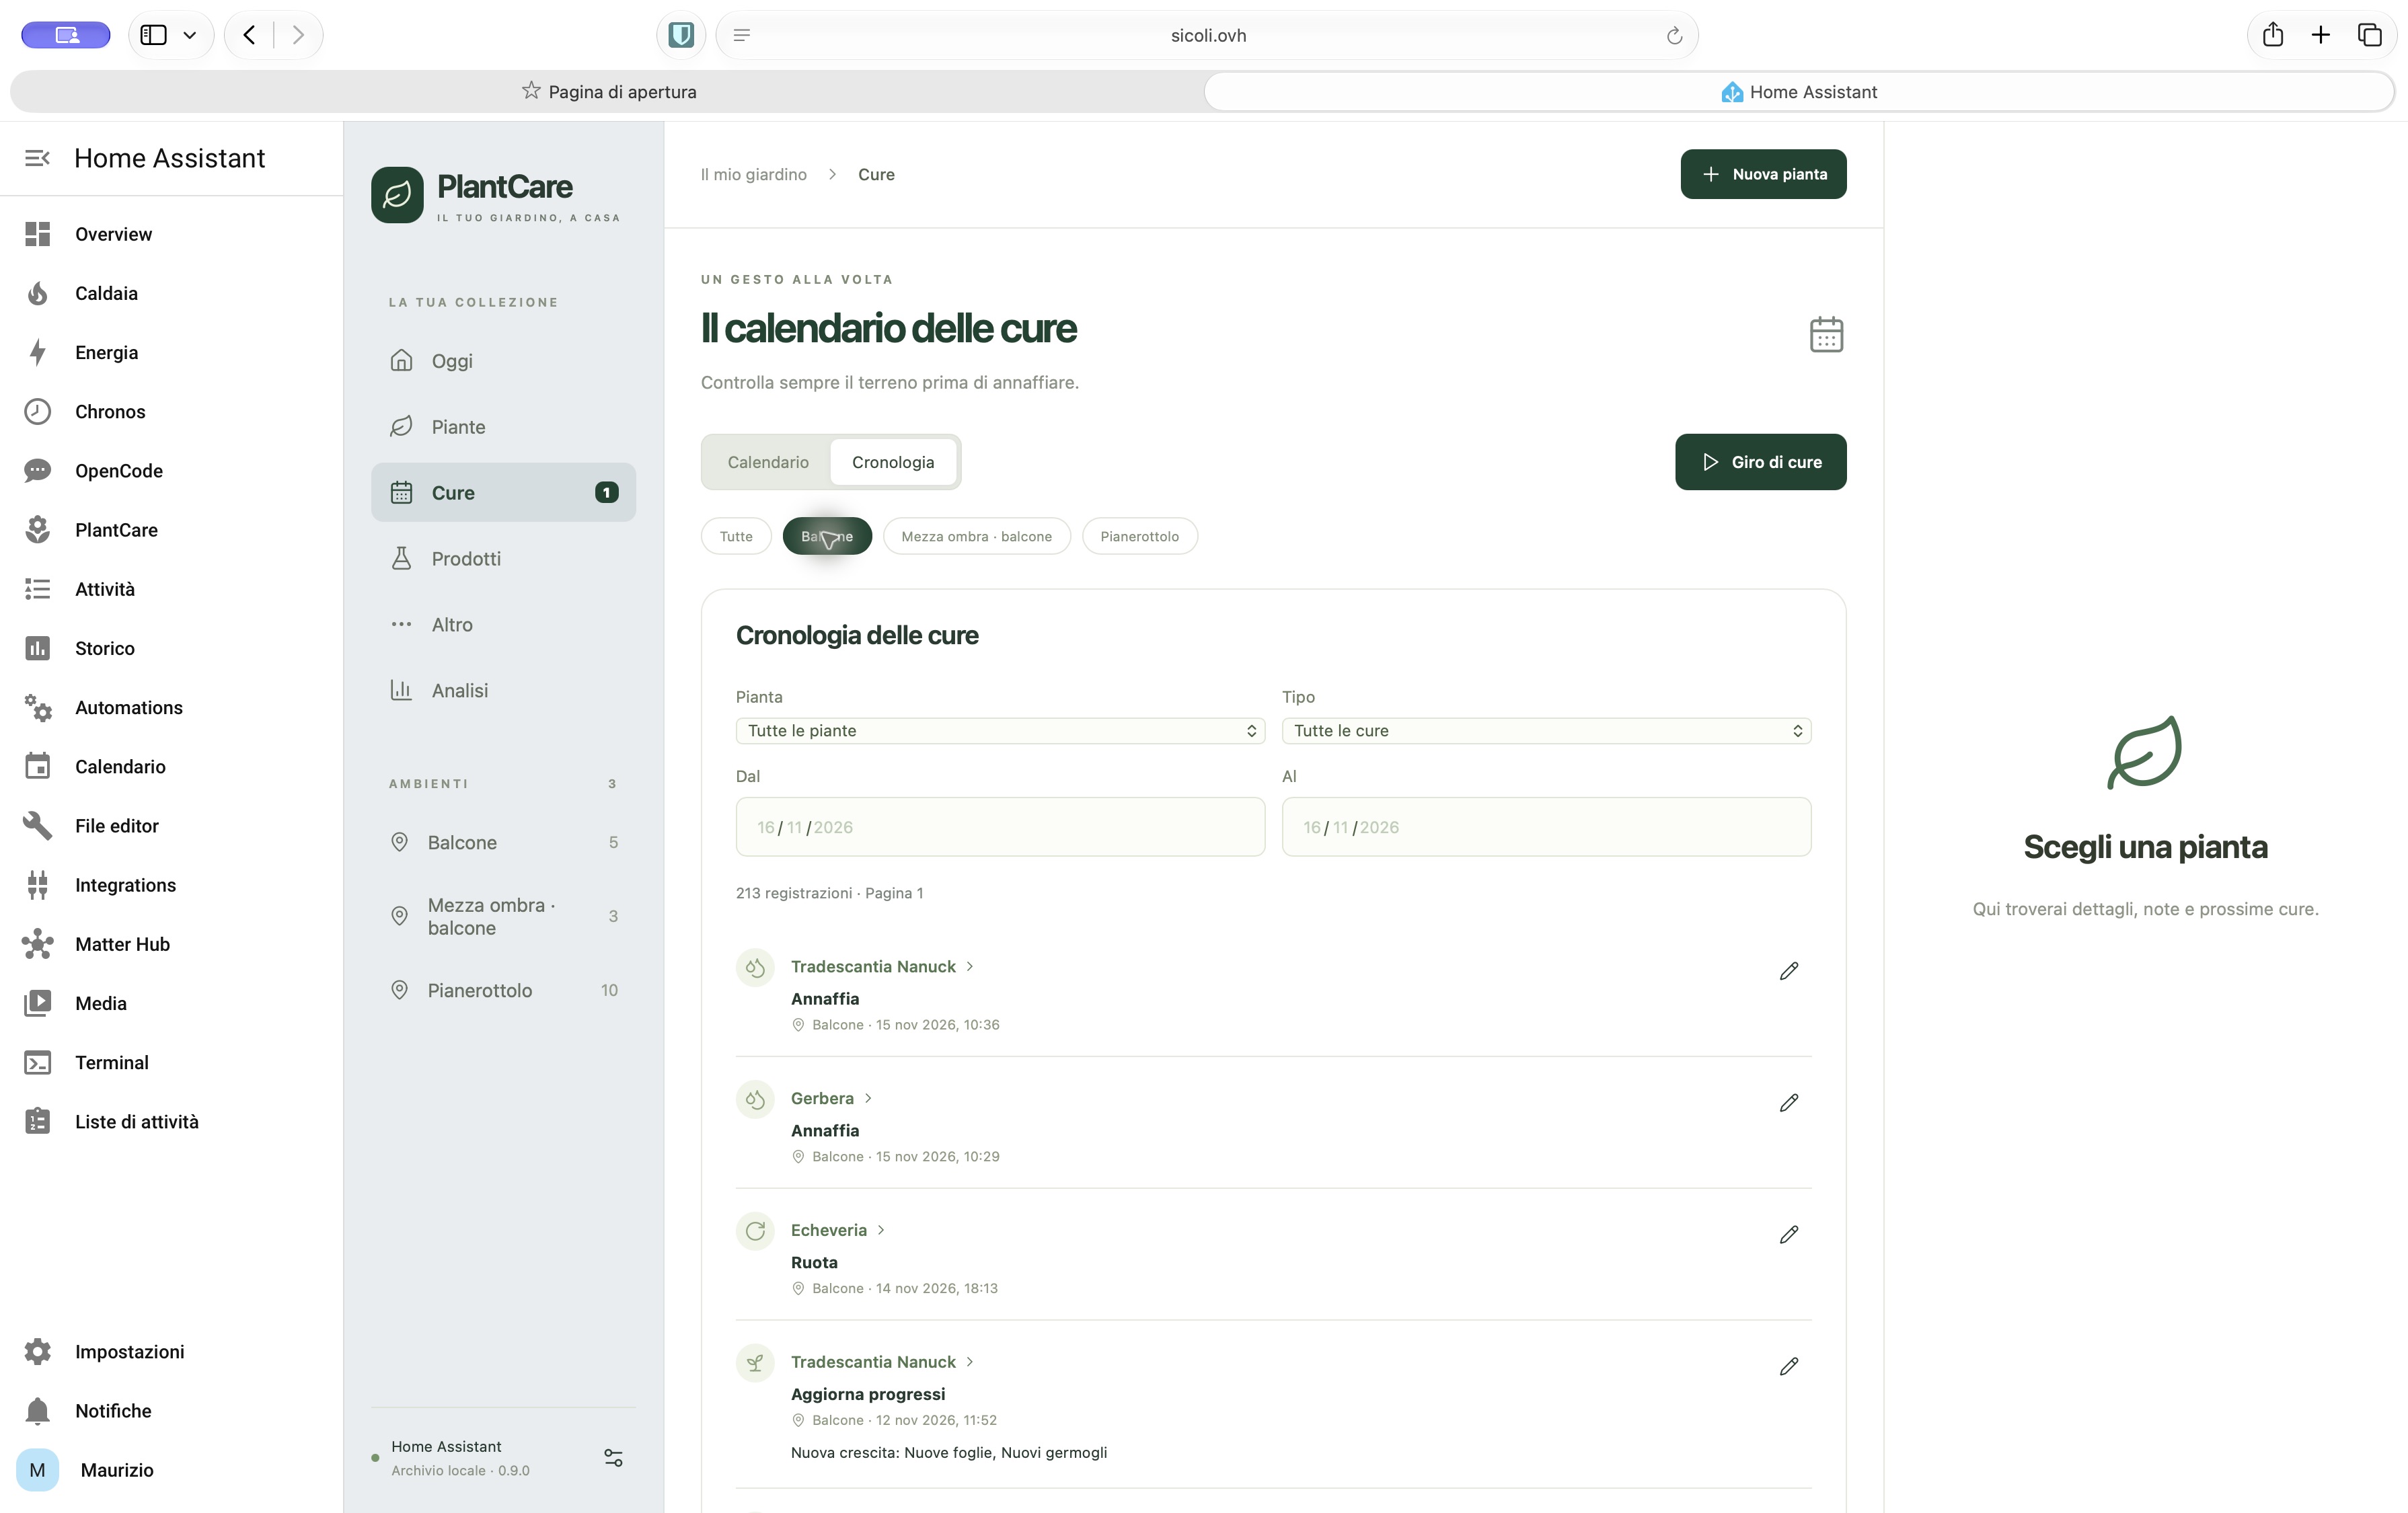 sicoli.ovh
Pagina di apertura
Home Assistant
Home Assistant
Overview
Caldaia
Energia
Chronos
OpenCode
PlantCare
Attività
Storico
Automations
Calendario
File editor
Integrations
Matter Hub
Media
Terminal
Liste di attività
Impostazioni
Notifiche
M Maurizio
PlantCare
IL TUO GIARDINO, A CASA
LA TUA COLLEZIONE
Oggi
Piante
Cure 1
Prodotti
Altro
Analisi
AMBIENTI 3
Balcone 5
Mezza ombra ·
balcone 3
Pianerottolo 10
Home Assistant
Archivio locale · 0.9.0
Il mio giardino > Cure
Nuova pianta
UN GESTO ALLA VOLTA
Il calendario delle cure
Controlla sempre il terreno prima di annaffiare.
Calendario Cronologia
Giro di cure
Tutte Balcone Mezza ombra · balcone Pianerottolo
Cronologia delle cure
Pianta Tipo
Tutte le piante Tutte le cure
Dal Al
16/11/2026 16/11/2026
213 registrazioni · Pagina 1
Tradescantia Nanuck
Annaffia
Balcone · 15 nov 2026, 10:36
Gerbera
Annaffia
Balcone · 15 nov 2026, 10:29
Echeveria
Ruota
Balcone · 14 nov 2026, 18:13
Tradescantia Nanuck
Aggiorna progressi
Balcone · 12 nov 2026, 11:52
Nuova crescita: Nuove foglie, Nuovi germogli
Scegli una pianta
Qui troverai dettagli, note e prossime cure.